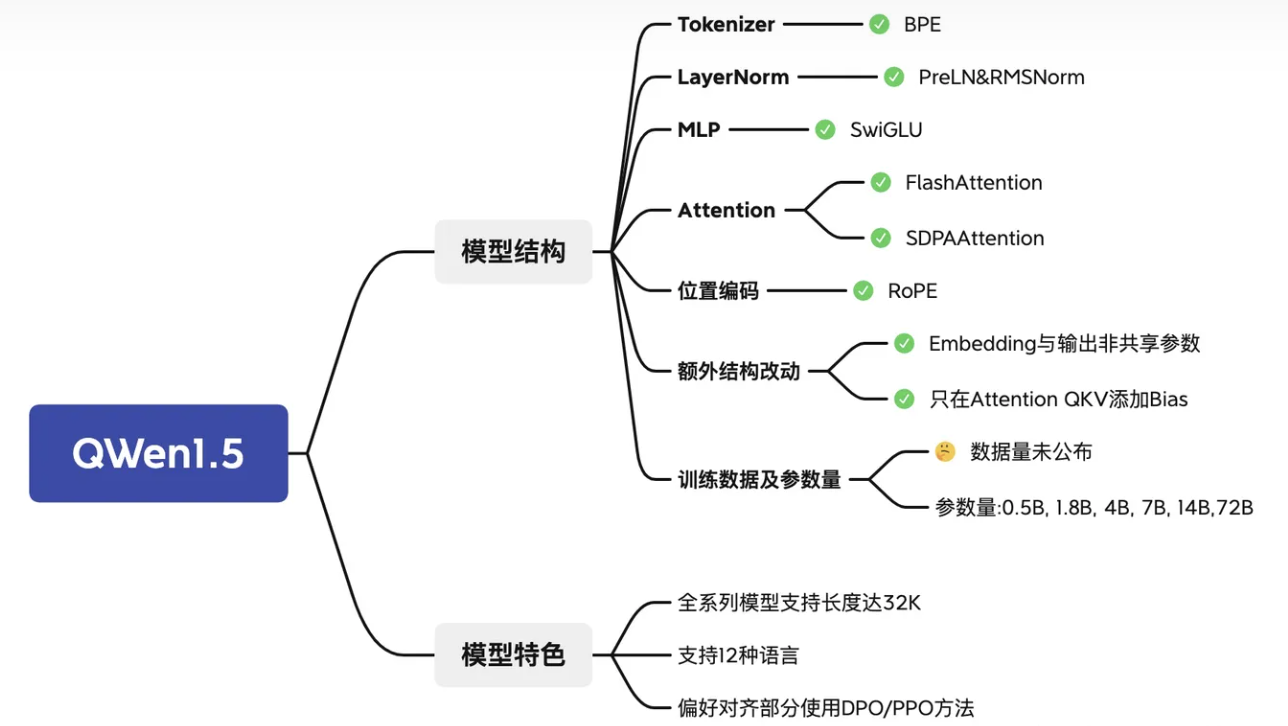 QWen1.5
模型结构
Tokenizer
BPE
LayerNorm
PreLN&RMSNorm
MLP
SwiGLU
Attention
FlashAttention
SDPAAttention
位置编码
RoPE
额外结构改动
Embedding与输出非共享参数
只在Attention QKV添加Bias
训练数据及参数量
数据量未公布
参数量:0.5B, 1.8B, 4B, 7B, 14B,72B
模型特色
全系列模型支持长度达32K
支持12种语言
偏好对齐部分使用DPO/PPO方法